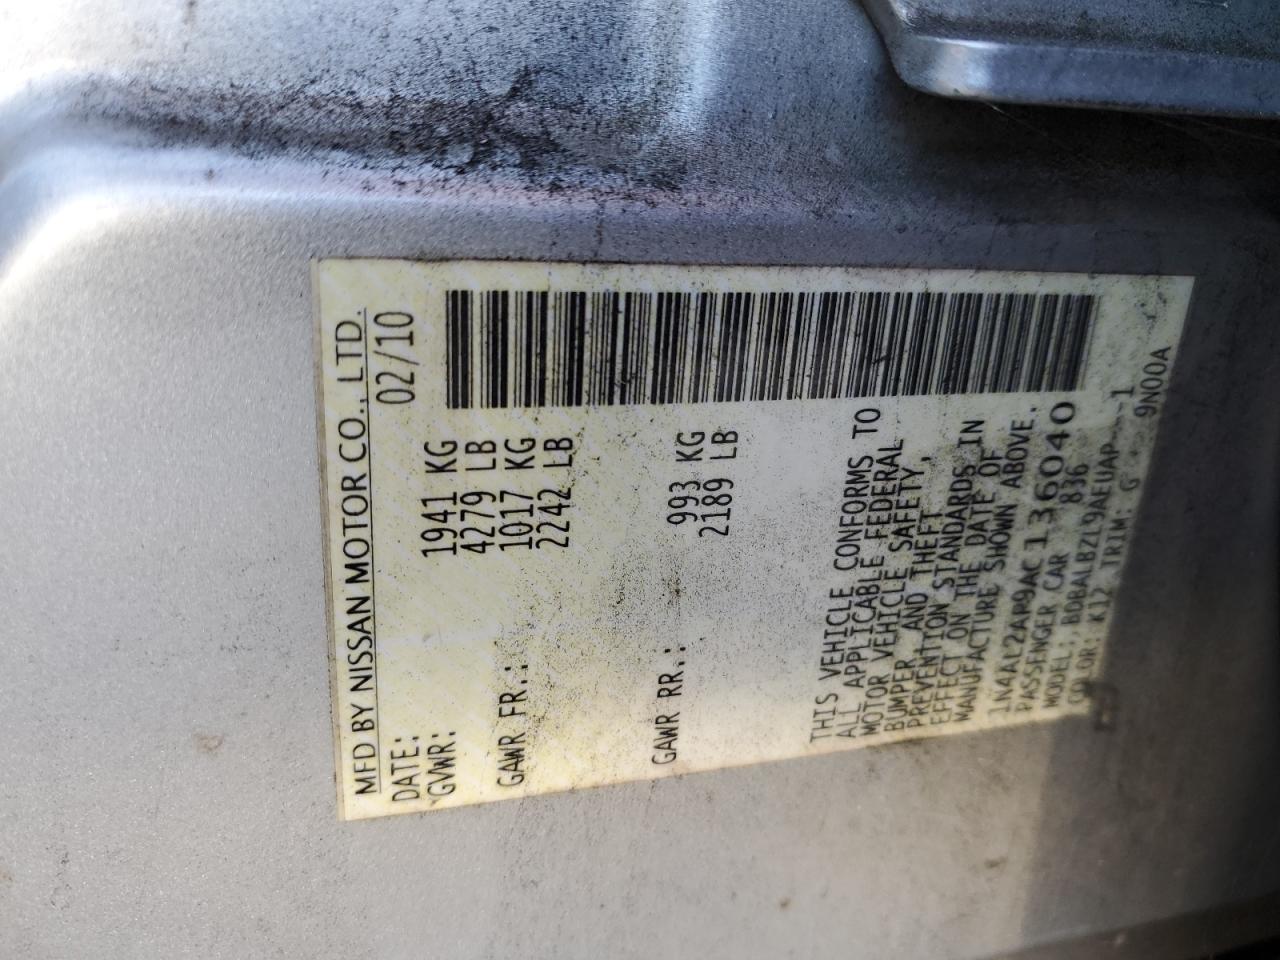 MFD BY NISSAN MOTOR CO., LTD.
DATE: 02/10
GVWR: 1941 KG
4279 LB
GAWR FR.: 1017 KG
2242 LB
GAWR RR.: 993 KG
2189 LB
THIS VEHICLE CONFORMS TO
ALL APPLICABLE FEDERAL
MOTOR VEHICLE SAFETY,
BUMPER, AND THEFT
PREVENTION STANDARDS IN
EFFECT ON THE DATE OF
MANUFACTURE SHOWN ABOVE.
1N4AL2AP9AC136040
PASSENGER CAR 836
MODEL: BDBALBZL9AEUAP---1
COLOR: K12 TRIM: G
9N00A